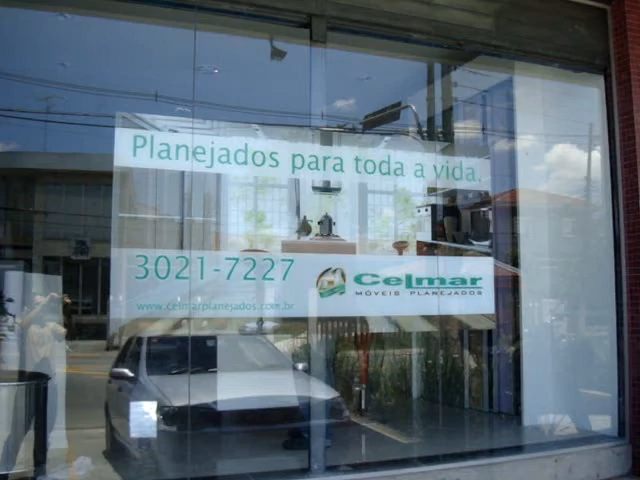 Planejados para toda a vida.
3021-7227
Celmar
MÓVEIS PLANEJADOS
www.celmarplanejados.com.br